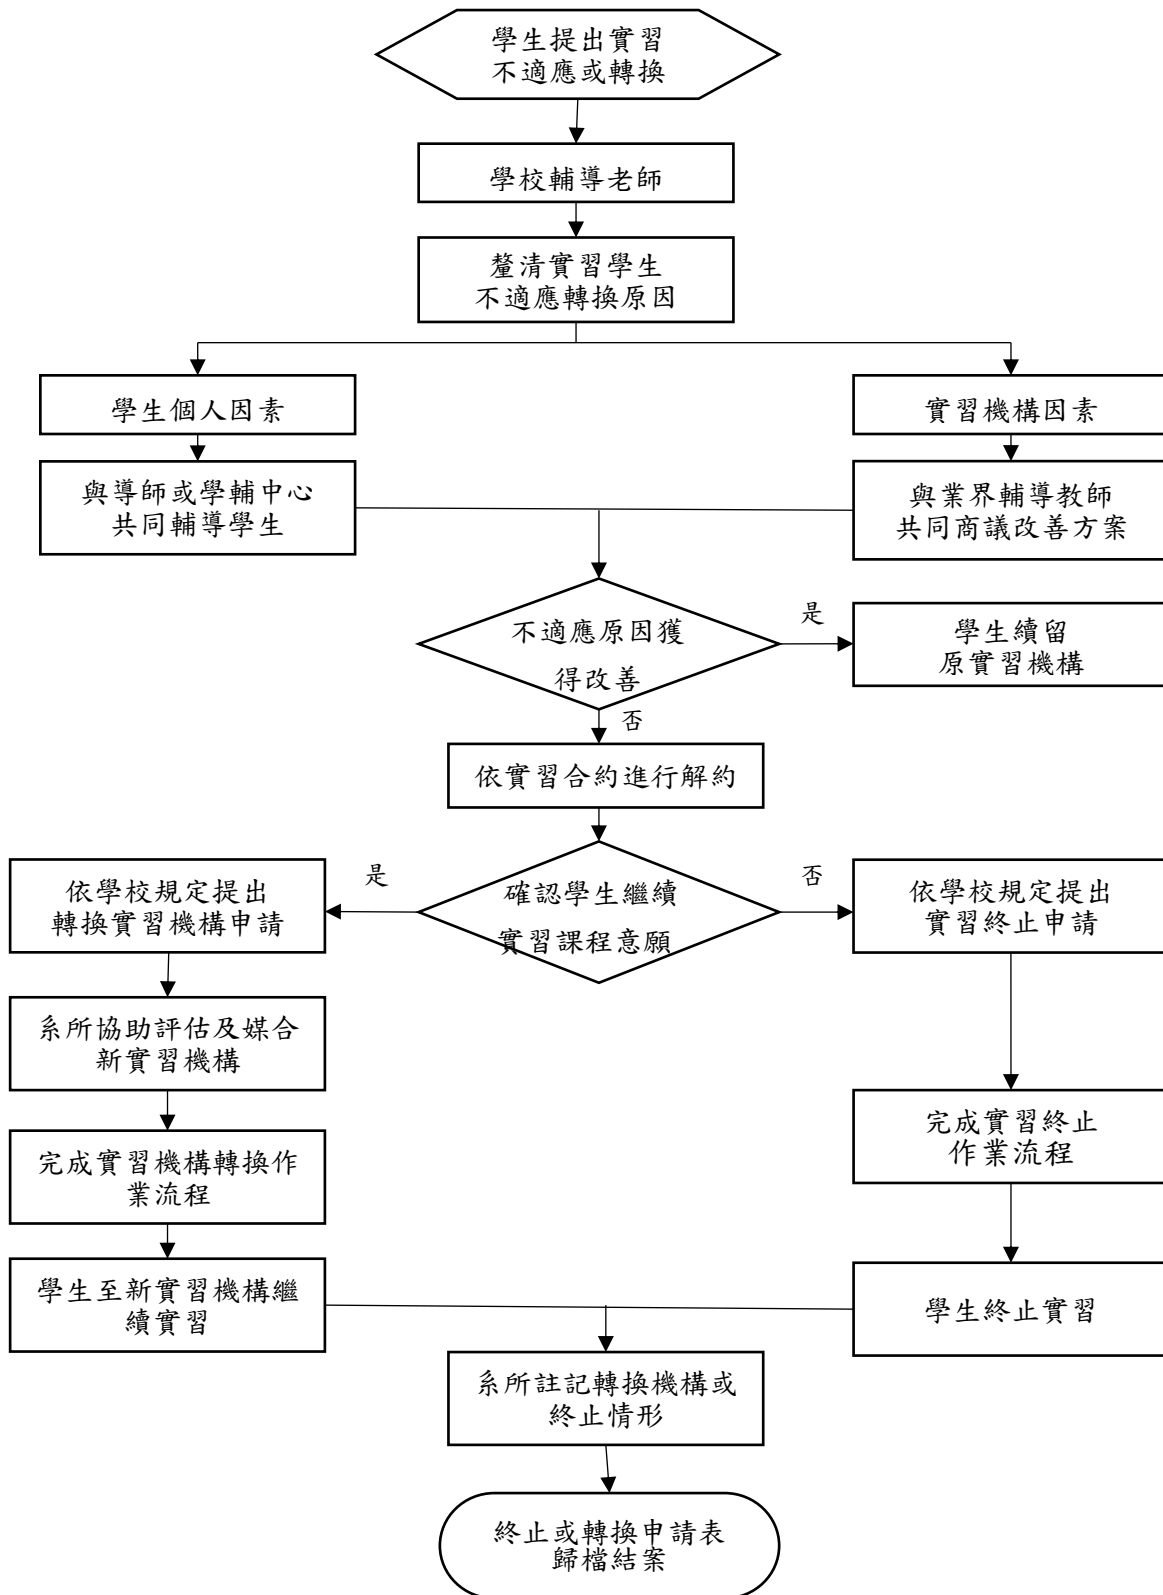 學生提出實習
不適應或轉換
學校輔導老師
釐清實習學生
不適應轉換原因
學生個人因素
實習機構因素
與導師或學輔中心
共同輔導學生
與業界輔導教師
共同商議改善方案
不適應原因獲
得改善
是
學生續留
原實習機構
否
依實習合約進行解約
確認學生繼續
實習課程意願
是
否
依學校規定提出
轉換實習機構申請
依學校規定提出
實習終止申請
系所協助評估及媒合
新實習機構
完成實習機構轉換作
業流程
完成實習終止
作業流程
學生至新實習機構繼
續實習
學生終止實習
系所註記轉換機構或
終止情形
終止或轉換申請表
歸檔結案